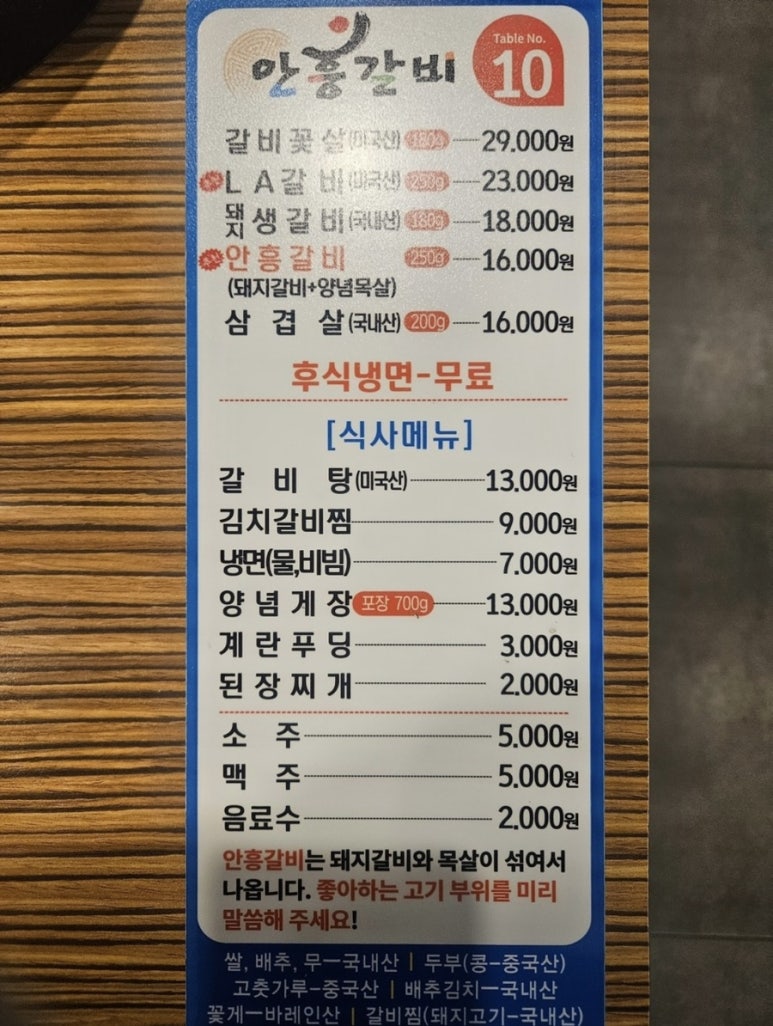 안흥갈비
Table No.
10
갈비꽃살(미국산) 180g 29.000원
LA갈비(미국산) 250g 23.000원
돼지생갈비(국내산) 180g 18.000원
안흥갈비 250g 16.000원
(돼지갈비+양념목살)
삼겹살(국내산) 200g 16.000원
후식냉면-무료
[식사메뉴]
갈비탕(미국산) 13.000원
김치갈비찜 9.000원
냉면(물,비빔) 7.000원
양념게장 포장 700g 13.000원
계란푸딩 3.000원
된장찌개 2.000원
소주 5.000원
맥주 5.000원
음료수 2.000원
안흥갈비는 돼지갈비와 목살이 섞여서
나옵니다. 좋아하는 고기 부위를 미리
말씀해 주세요!
쌀, 배추, 무-국내산 | 두부(콩-중국산)
고춧가루-중국산 | 배추김치-국내산
꽃게-바레인산 | 갈비찜(돼지고기-국내산)